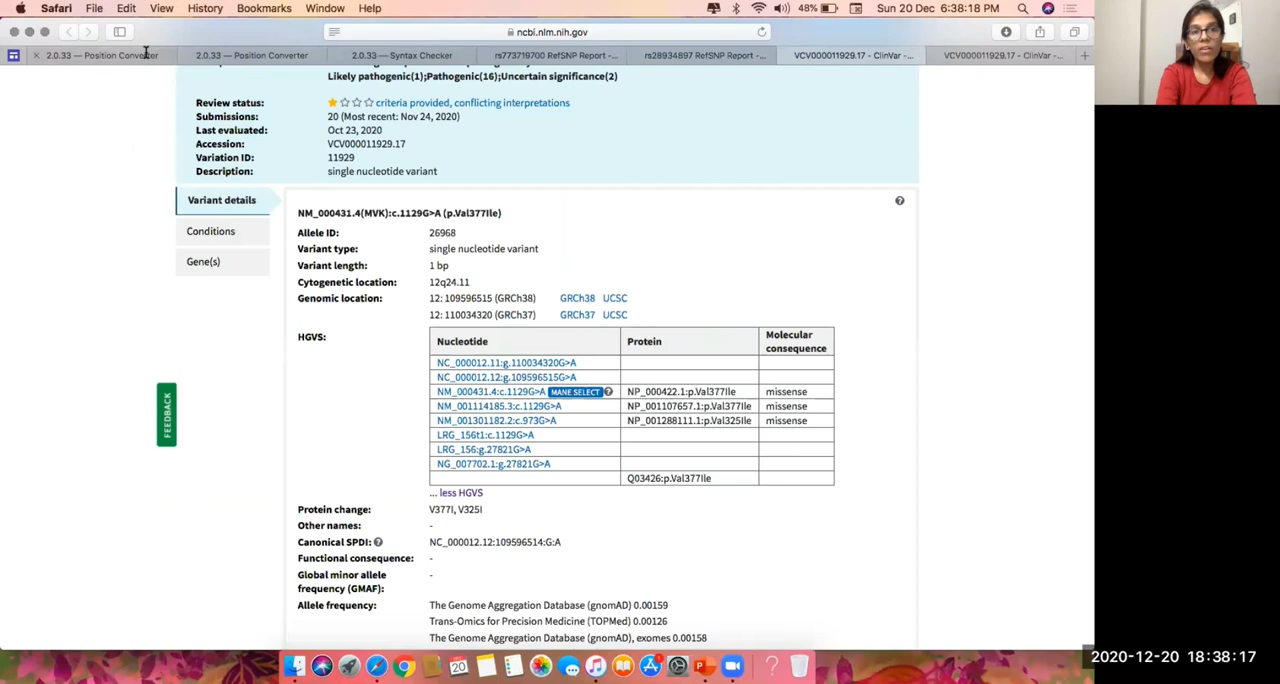 Safari File Edit View History Bookmarks Window Help 48% Sun 20 Dec 6:38:18 PM
ncbi.nlm.nih.gov
2.0.33 — Position Converter 2.0.33 — Position Converter 2.0.33 — Syntax Checker rs773719700 RefSNP Report -... rs28934897 RefSNP Report -... VCV000011929.17 - ClinVar -... VCV000011929.17 - ClinVar -...
Likely pathogenic(1);Pathogenic(16);Uncertain significance(2)
Review status: criteria provided, conflicting interpretations
Submissions: 20 (Most recent: Nov 24, 2020)
Last evaluated: Oct 23, 2020
Accession: VCV000011929.17
Variation ID: 11929
Description: single nucleotide variant
Variant details
Conditions
Gene(s)
NM_000431.4(MVK):c.1129G>A (p.Val377Ile)
Allele ID: 26968
Variant type: single nucleotide variant
Variant length: 1 bp
Cytogenetic location: 12q24.11
Genomic location: 12: 109596515 (GRCh38) GRCh38 UCSC
12: 110034320 (GRCh37) GRCh37 UCSC
HGVS:
Nucleotide Protein Molecular consequence
NC_000012.11:g.110034320G>A
NC_000012.12:g.109596515G>A
NM_000431.4:c.1129G>A MANE SELECT NP_000422.1:p.Val377Ile missense
NM_001114185.3:c.1129G>A NP_001107657.1:p.Val377Ile missense
NM_001301182.2:c.973G>A NP_001288111.1:p.Val325Ile missense
LRG_156t1:c.1129G>A
LRG_156:g.27821G>A
NG_007702.1:g.27821G>A
Q03426:p.Val377Ile
... less HGVS
Protein change: V377I, V325I
Other names: -
Canonical SPDI: NC_000012.12:109596514:G:A
Functional consequence: -
Global minor allele -
frequency (GMAF):
Allele frequency: The Genome Aggregation Database (gnomAD) 0.00159
Trans-Omics for Precision Medicine (TOPMed) 0.00126
The Genome Aggregation Database (gnomAD), exomes 0.00158
FEEDBACK
20
2020-12-20 18:38:17